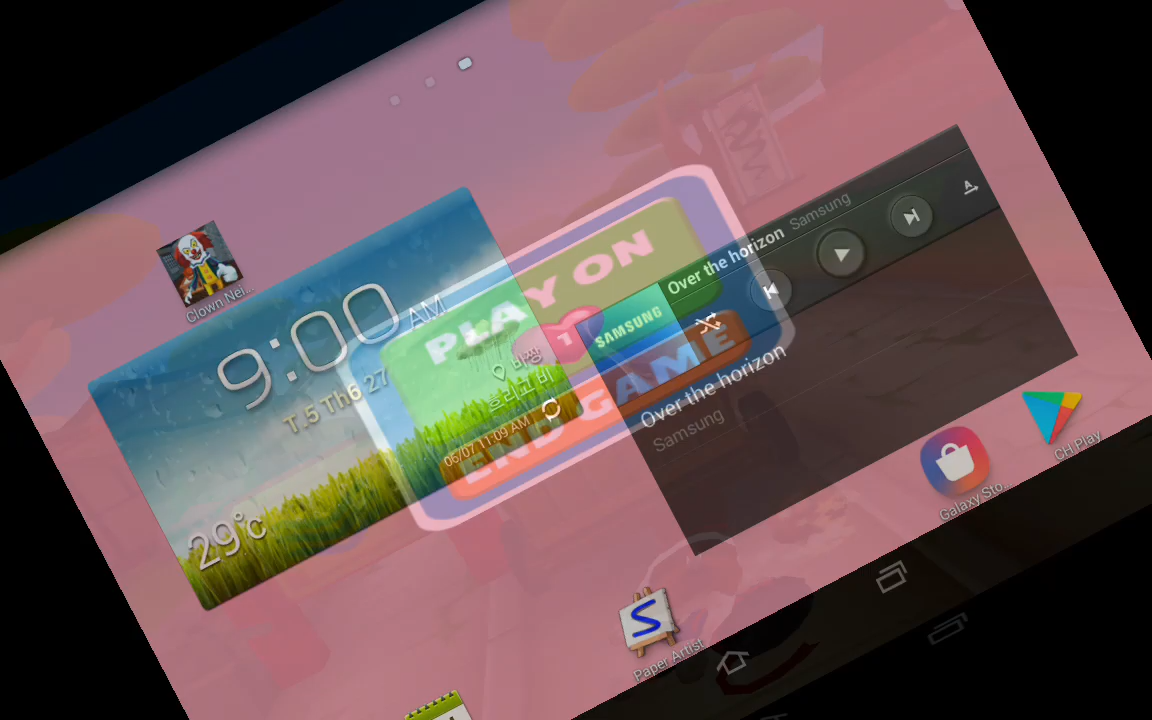 Clown Nei...
9:00 AM
T.5 Th6 27
흐리고 비
06/07 11:09 AM
29°c
PLAY ON
1
END GAME
SAMSUNG
Over the horizon Samsung
A
Over the horizon
Samsung
Galaxy Sto...
CH Play
Paper Artist